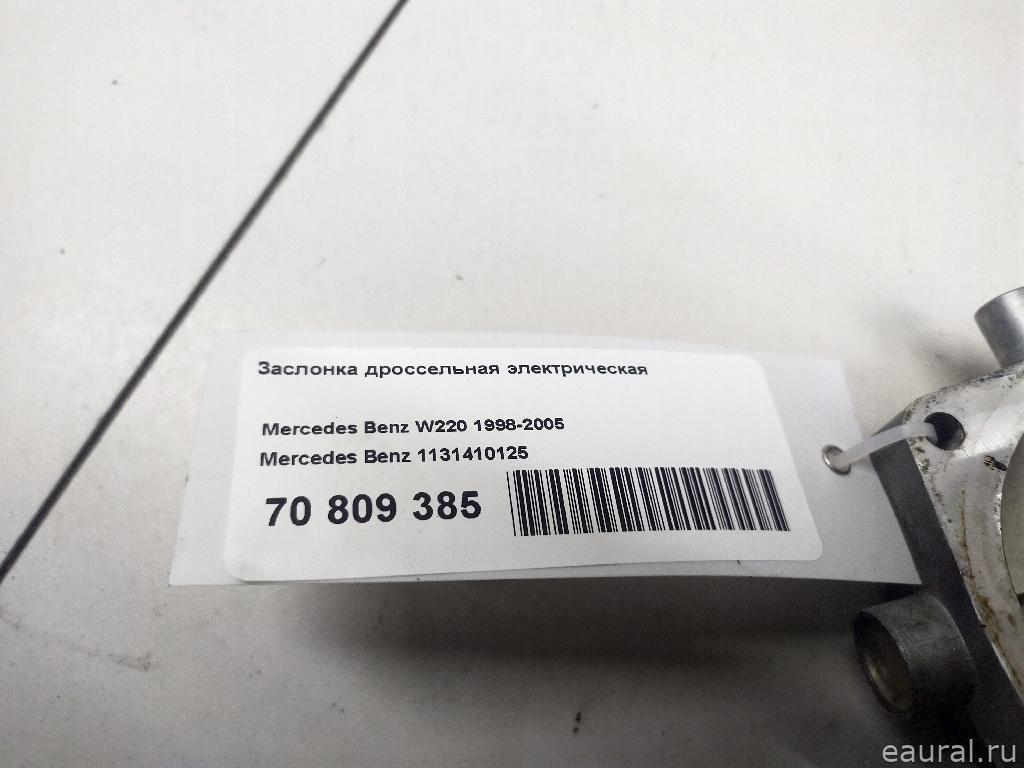 Заслонка дроссельная электрическая
Mercedes Benz W220 1998-2005
Mercedes Benz 1131410125
70 809 385
eaural.ru